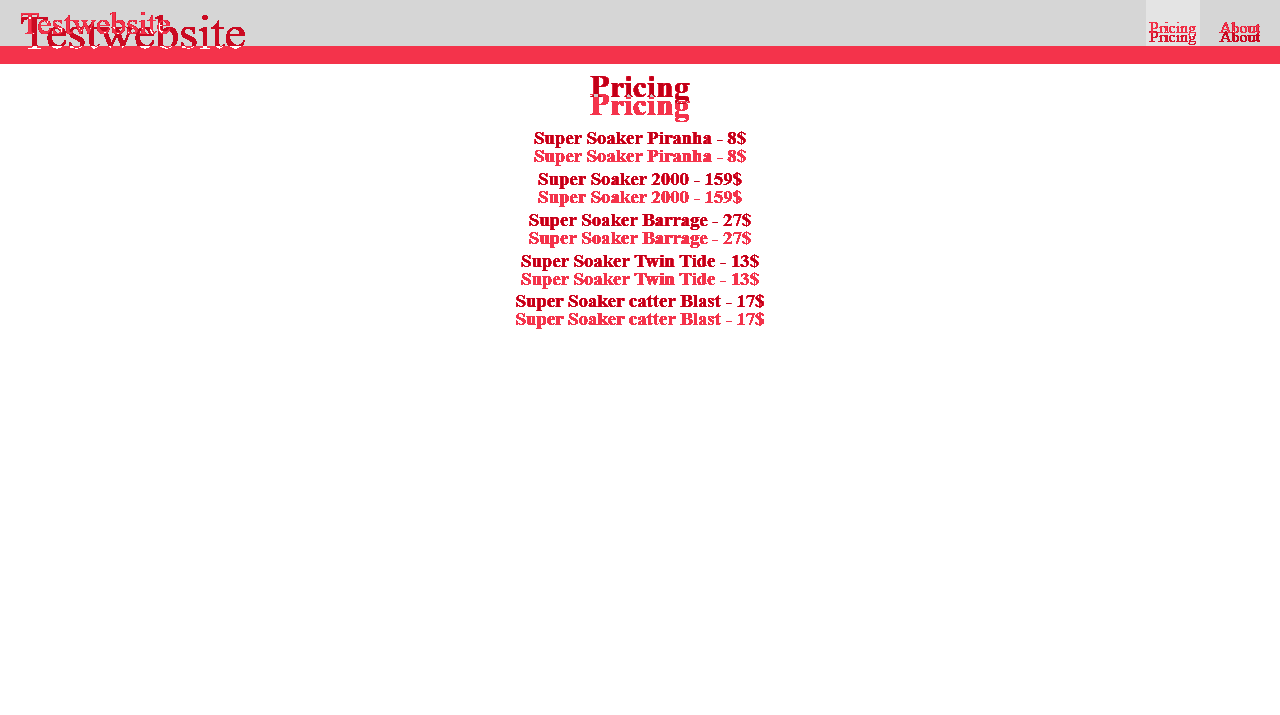 Testwebsite
Testwebsite
Pricing About
Pricing About
Pricing
Pricing
Super Soaker Piranha - 8$
Super Soaker Piranha - 8$
Super Soaker 2000 - 159$
Super Soaker 2000 - 159$
Super Soaker Barrage - 27$
Super Soaker Barrage - 27$
Super Soaker Twin Tide - 13$
Super Soaker Twin Tide - 13$
Super Soaker catter Blast - 17$
Super Soaker catter Blast - 17$